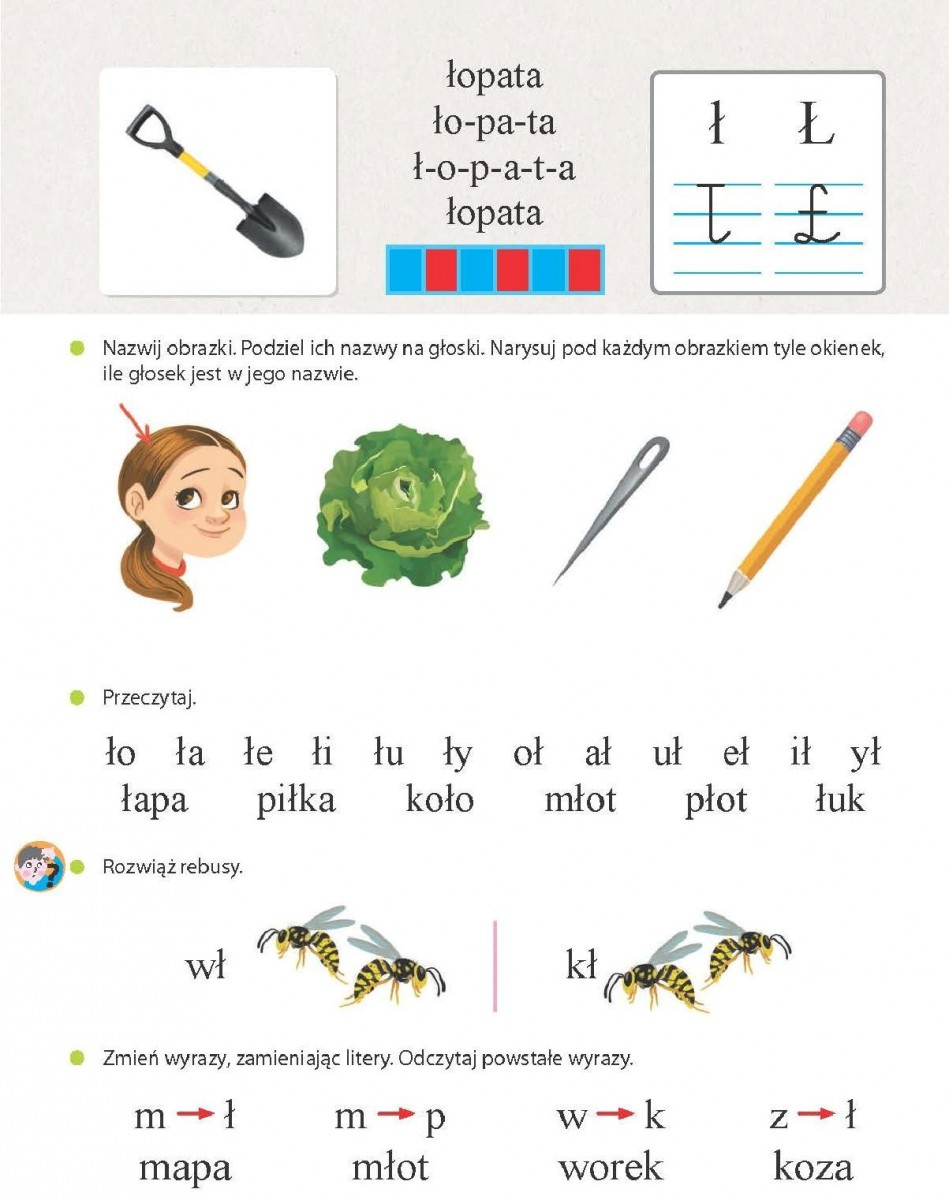 łopata
ło-pa-ta
ł-o-p-a-t-a
łopata
ł Ł
ł Ł
Nazwij obrazki. Podziel ich nazwy na głoski. Narysuj pod każdym obrazkiem tyle okienek,
ile głosek jest w jego nazwie.
Przeczytaj.
ło ła łe łi łu ły oł ał uł eł ił ył
łapa piłka koło młot płot łuk
?
Rozwiąż rebusy.
wł
kł
Zmień wyrazy, zamieniając litery. Odczytaj powstałe wyrazy.
m → ł m → p w → k z → ł
mapa młot worek koza